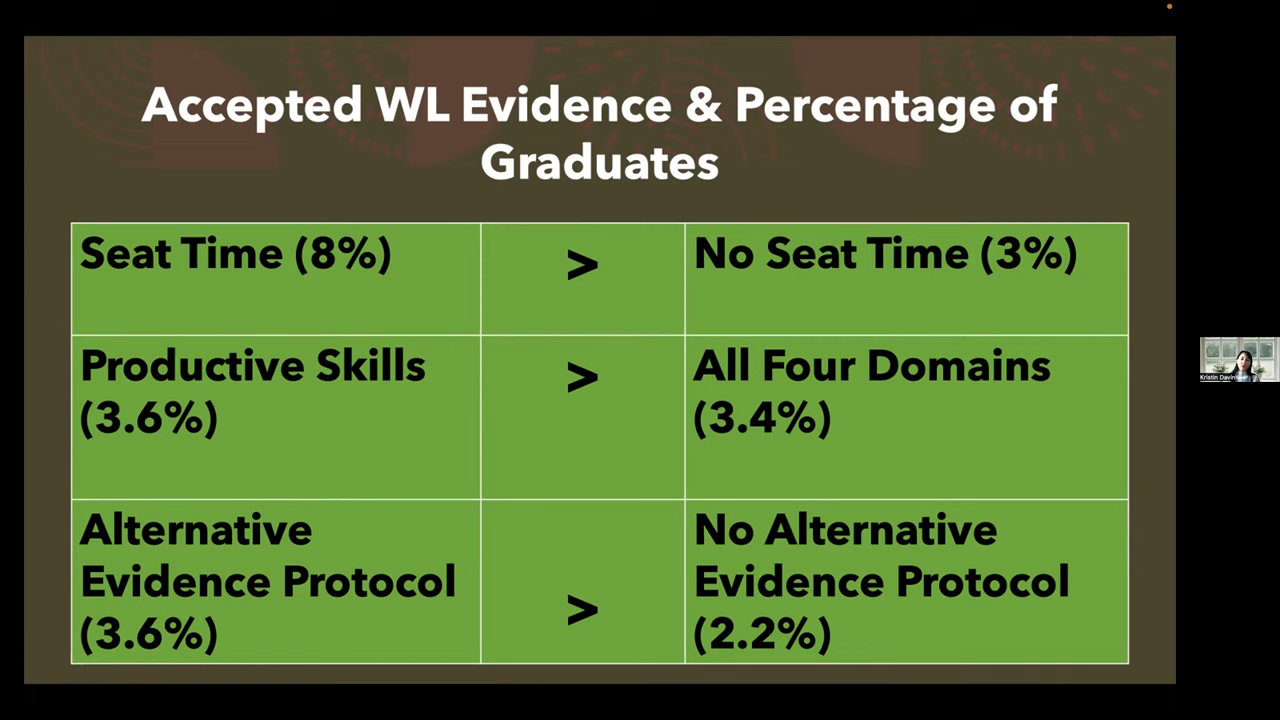 Accepted WL Evidence & Percentage of
Graduates
Seat Time (8%)
>
No Seat Time (3%)
Productive Skills
(3.6%)
>
All Four Domains
(3.4%)
Alternative
Evidence Protocol
(3.6%)
>
No Alternative
Evidence Protocol
(2.2%)
Kristin